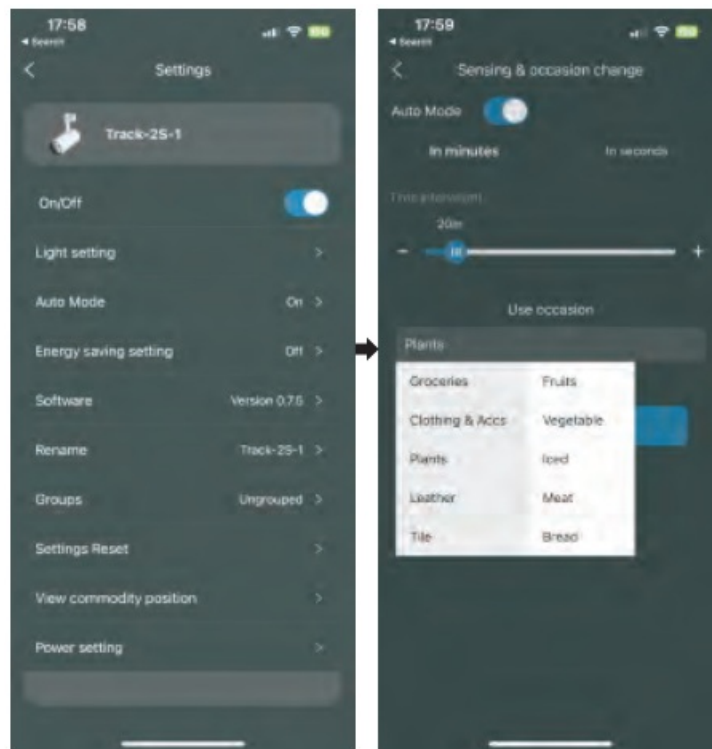 17:58
Search
Settings
Track-2S-1
On/Off
Light setting
Auto Mode On
Energy saving setting Off
Software Version 0.7.6
Rename Track-2S-1
Groups Ungrouped
Settings Reset
View commodity position
Power setting
17:59
Search
Sensing & occasion change
Auto Mode
In minutes In seconds
20m
Use occasion
Plants
Groceries Fruits
Clothing & Accs Vegetable
Plants Iced
Leather Meat
Tile Bread